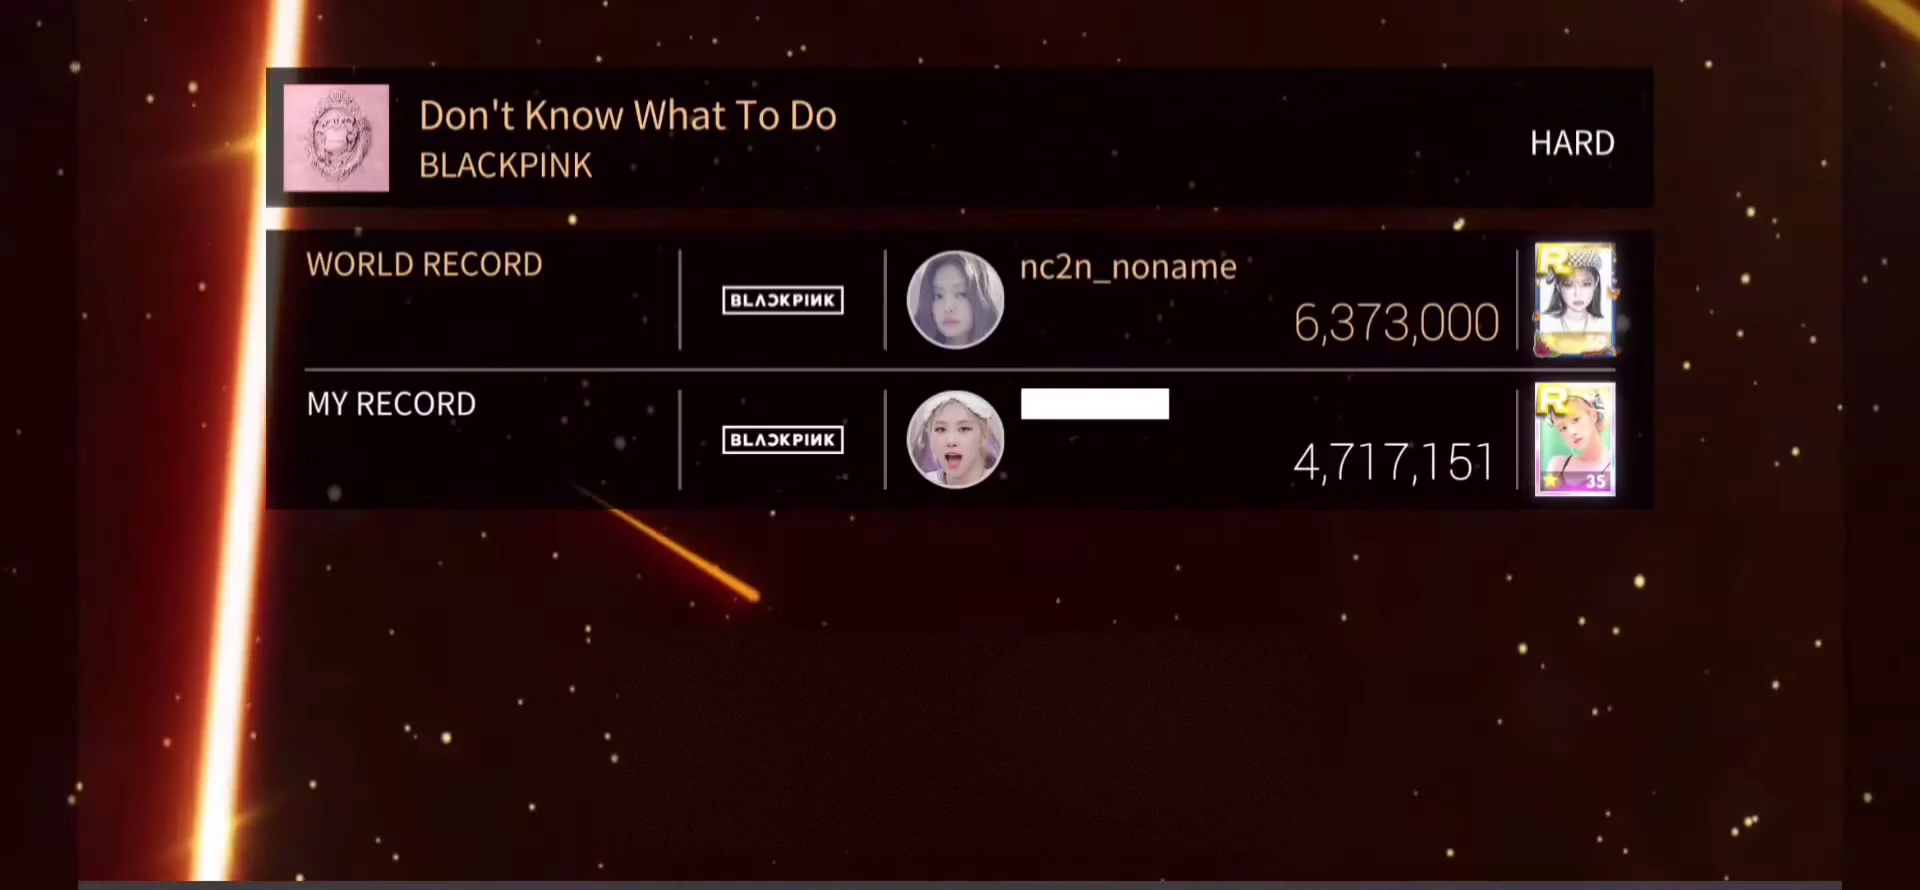 Don't Know What To Do
BLACKPINK
HARD
WORLD RECORD
BLACKPINK
nc2n_noname
6,373,000
R
MY RECORD
BLACKPINK
4,717,151
R
35